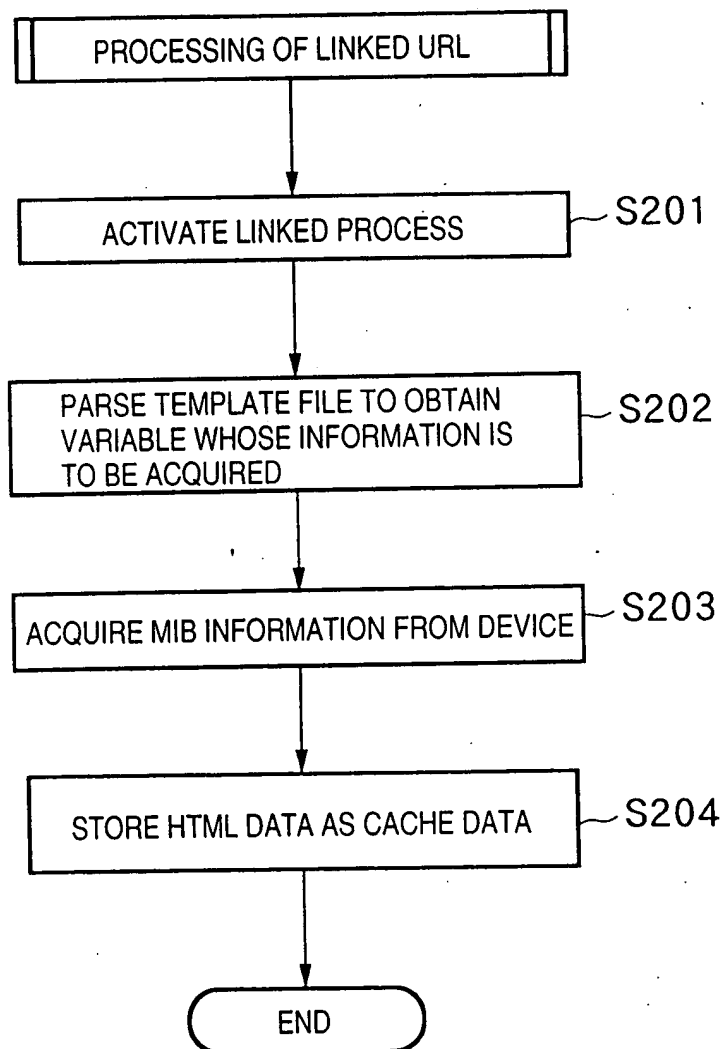 PROCESSING OF LINKED URL
ACTIVATE LINKED PROCESS
S201
PARSE TEMPLATE FILE TO OBTAIN
VARIABLE WHOSE INFORMATION IS
TO BE ACQUIRED
S202
ACQUIRE MIB INFORMATION FROM DEVICE
S203
STORE HTML DATA AS CACHE DATA
S204
END